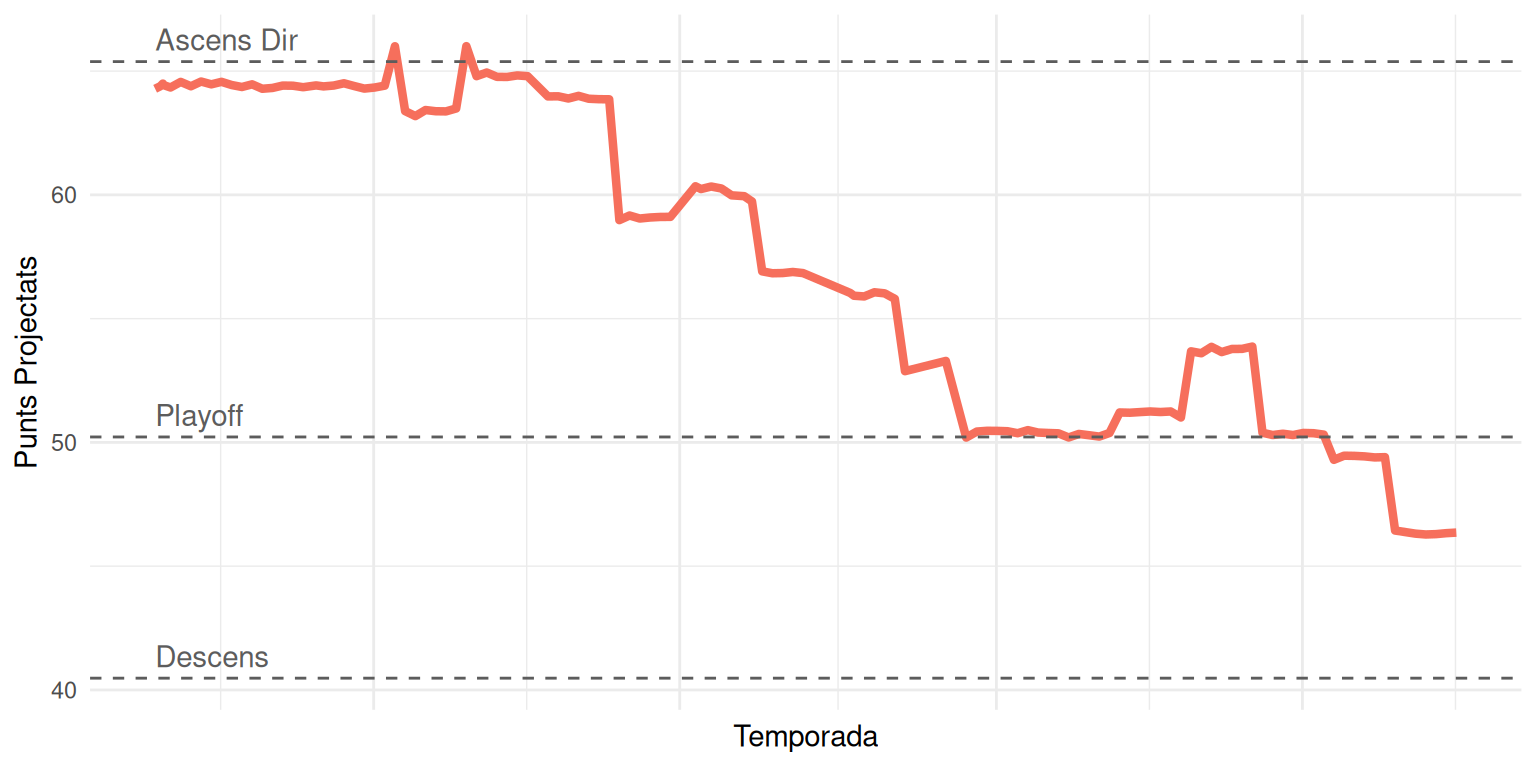 Ascens Dir
60
Punts Projectats
Playoff
50
Descens
40
Temporada